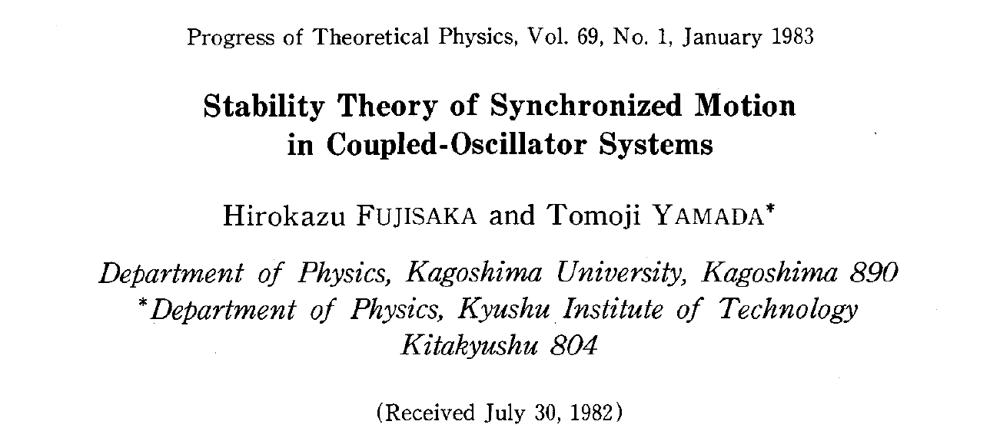 Progress of Theoretical Physics, Vol. 69, No. 1, January 1983
Stability Theory of Synchronized Motion
in Coupled-Oscillator Systems
Hirokazu FUJISAKA and Tomoji YAMADA*
Department of Physics, Kagoshima University, Kagoshima 890
*Department of Physics, Kyushu Institute of Technology
Kitakyushu 804
(Received July 30, 1982)